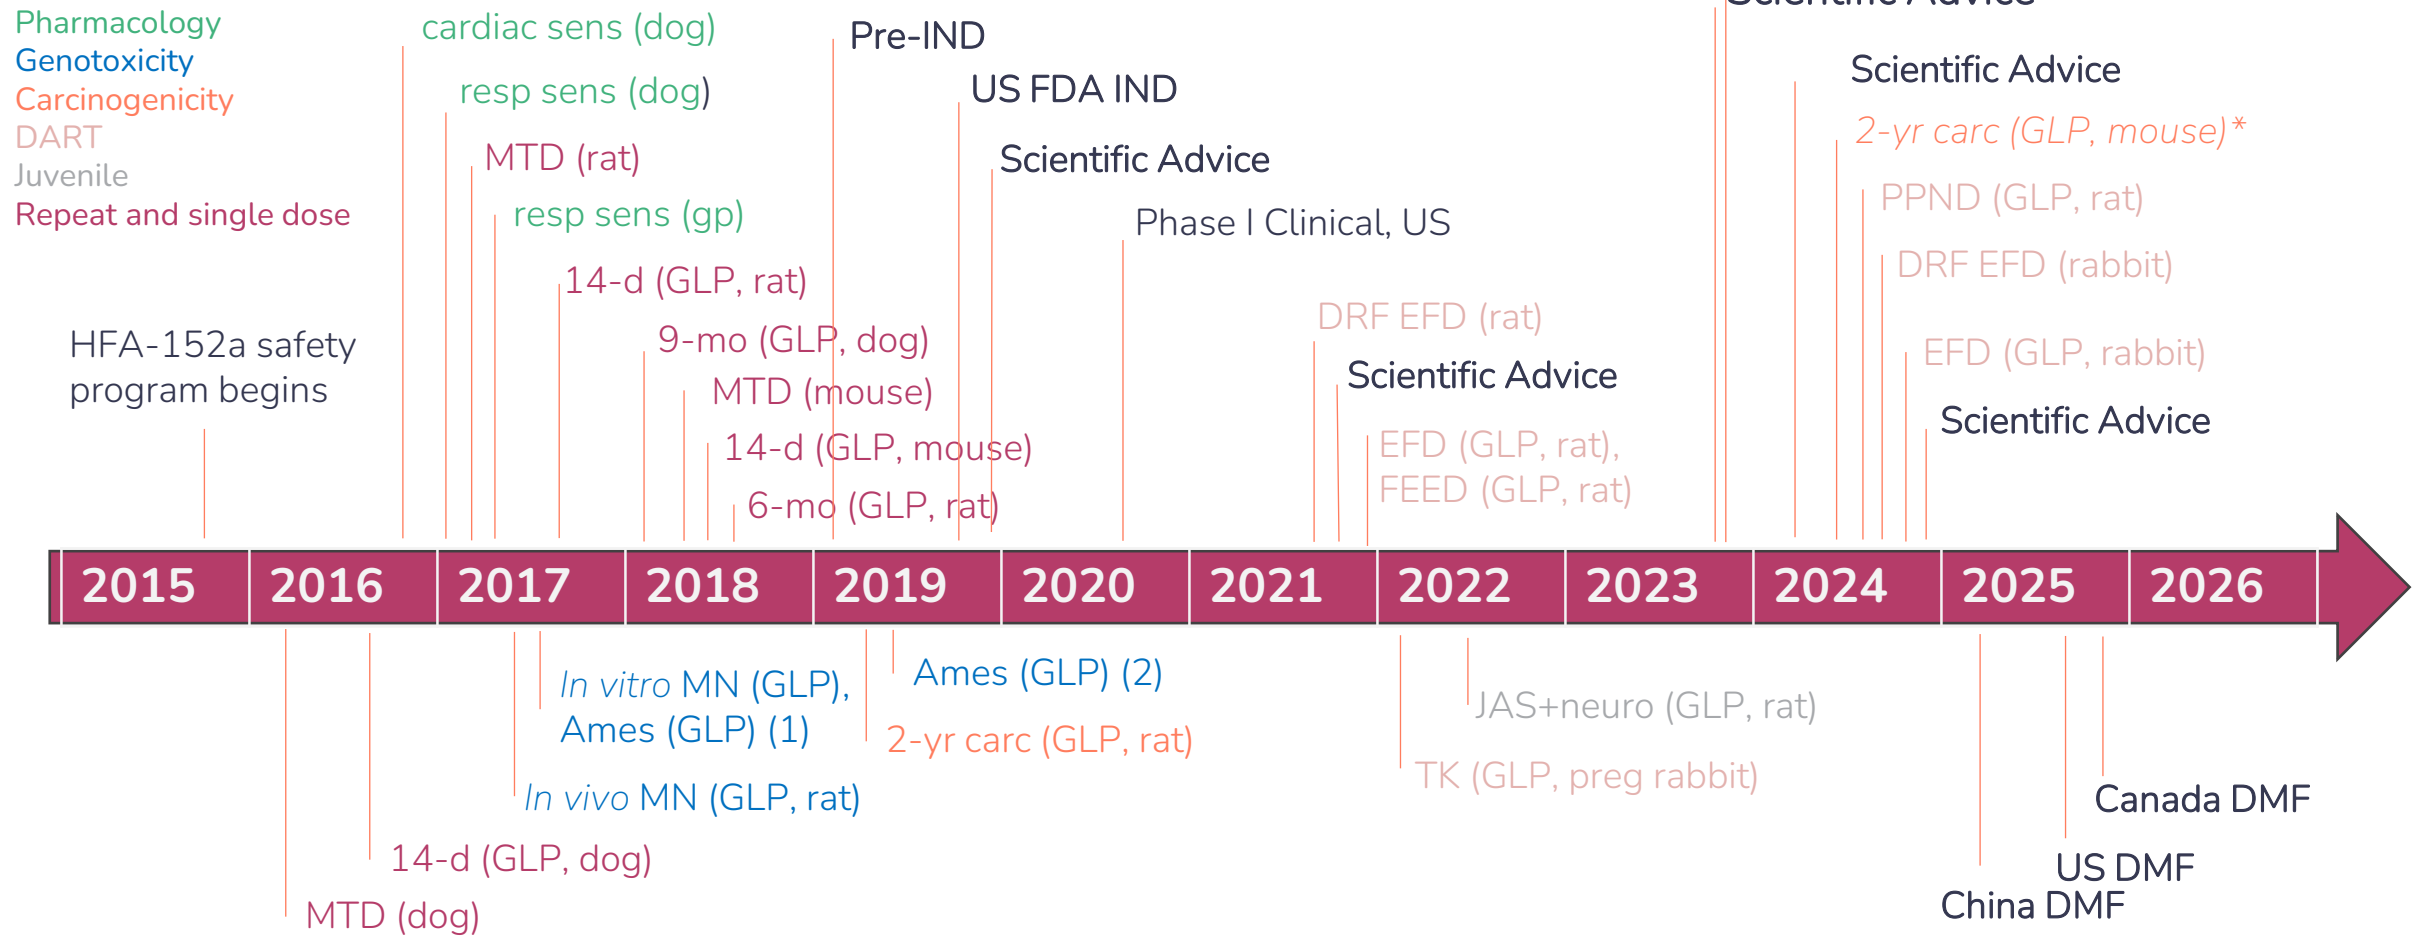 Pharmacology
Genotoxicity
Carcinogenicity
DART
Juvenile
Repeat and single dose
HFA-152a safety
program begins
cardiac sens (dog)
resp sens (dog)
MTD (rat)
resp sens (gp)
14-d (GLP, rat)
9-mo (GLP, dog)
MTD (mouse)
14-d (GLP, mouse)
6-mo (GLP, rat)
Pre-IND
US FDA IND
Scientific Advice
Phase I Clinical, US
DRF EFD (rat)
Scientific Advice
EFD (GLP, rat),
FEED (GLP, rat)
Scientific Advice
Scientific Advice
2-yr carc (GLP, mouse)*
PPND (GLP, rat)
DRF EFD (rabbit)
EFD (GLP, rabbit)
Scientific Advice
2015 2016 2017 2018 2019 2020 2021 2022 2023 2024 2025 2026
In vitro MN (GLP),
Ames (GLP) (1)
In vivo MN (GLP, rat)
14-d (GLP, dog)
MTD (dog)
Ames (GLP) (2)
2-yr carc (GLP, rat)
JAS+neuro (GLP, rat)
TK (GLP, preg rabbit)
Canada DMF
US DMF
China DMF